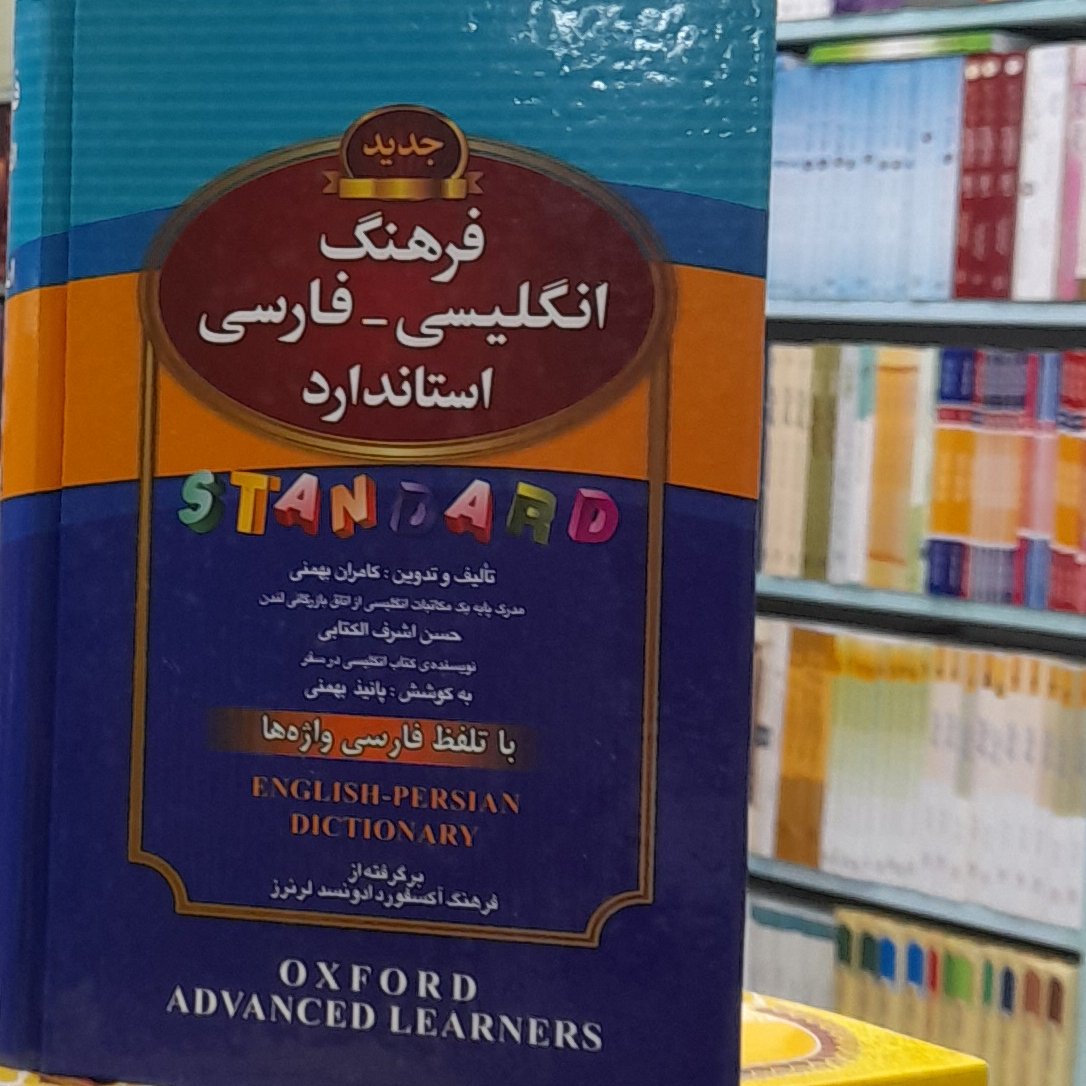 جدید
فرهنگ
انگلیسی - فارسی
استاندارد
STANDARD
تألیف و تدوین : کامران بهمنی
مدرک پایه یک مکاتبات انگلیسی از اتاق بازرگانی لندن
حسن اشرف الکتابی
نویسنده‌ی کتاب انگلیسی در سفر
به کوشش : پانیذ بهمنی
با تلفظ فارسی واژه‌ها
ENGLISH-PERSIAN
DICTIONARY
برگرفته از
فرهنگ آکسفورد ادونسد لرنرز
OXFORD
ADVANCED LEARNERS